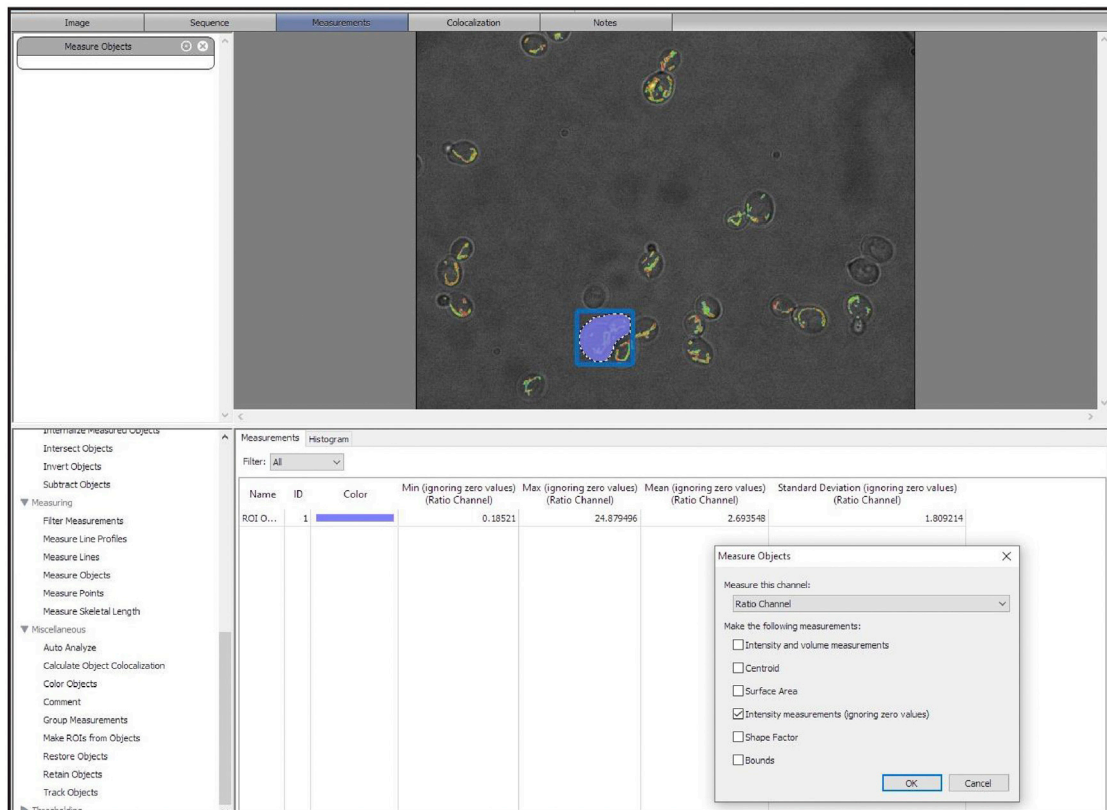 Image Sequence Measurements Colocalization Notes
Measure Objects
Internalize Measured Objects
Intersect Objects
Invert Objects
Subtract Objects
Measuring
Filter Measurements
Measure Line Profiles
Measure Lines
Measure Objects
Measure Points
Measure Skeletal Length
Miscellaneous
Auto Analyze
Calculate Object Colocalization
Color Objects
Comment
Group Measurements
Make ROIs from Objects
Restore Objects
Retain Objects
Track Objects
Thresholding
Measurements Histogram
Filter: All
Name ID Color Min (ignoring zero values) (Ratio Channel) Max (ignoring zero values) (Ratio Channel) Mean (ignoring zero values) (Ratio Channel) Standard Deviation (ignoring zero values) (Ratio Channel)
ROI O... 1 0.18521 24.879496 2.693548 1.809214
Measure Objects
Measure this channel:
Ratio Channel
Make the following measurements:
Intensity and volume measurements
Centroid
Surface Area
Intensity measurements (ignoring zero values)
Shape Factor
Bounds
OK Cancel